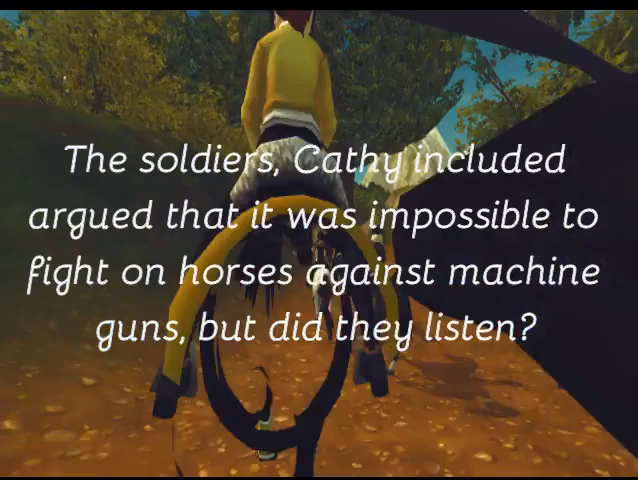 The soldiers, Cathy included
argued that it was impossible to
fight on horses against machine
guns, but did they listen?